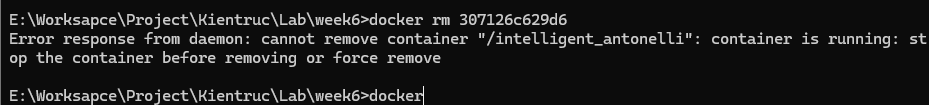 E:\Worksapce\Project\Kientruc\Lab\week6>docker rm 307126c629d6
Error response from daemon: cannot remove container "/intelligent_antonelli": container is running: st
op the container before removing or force remove
E:\Worksapce\Project\Kientruc\Lab\week6>docker